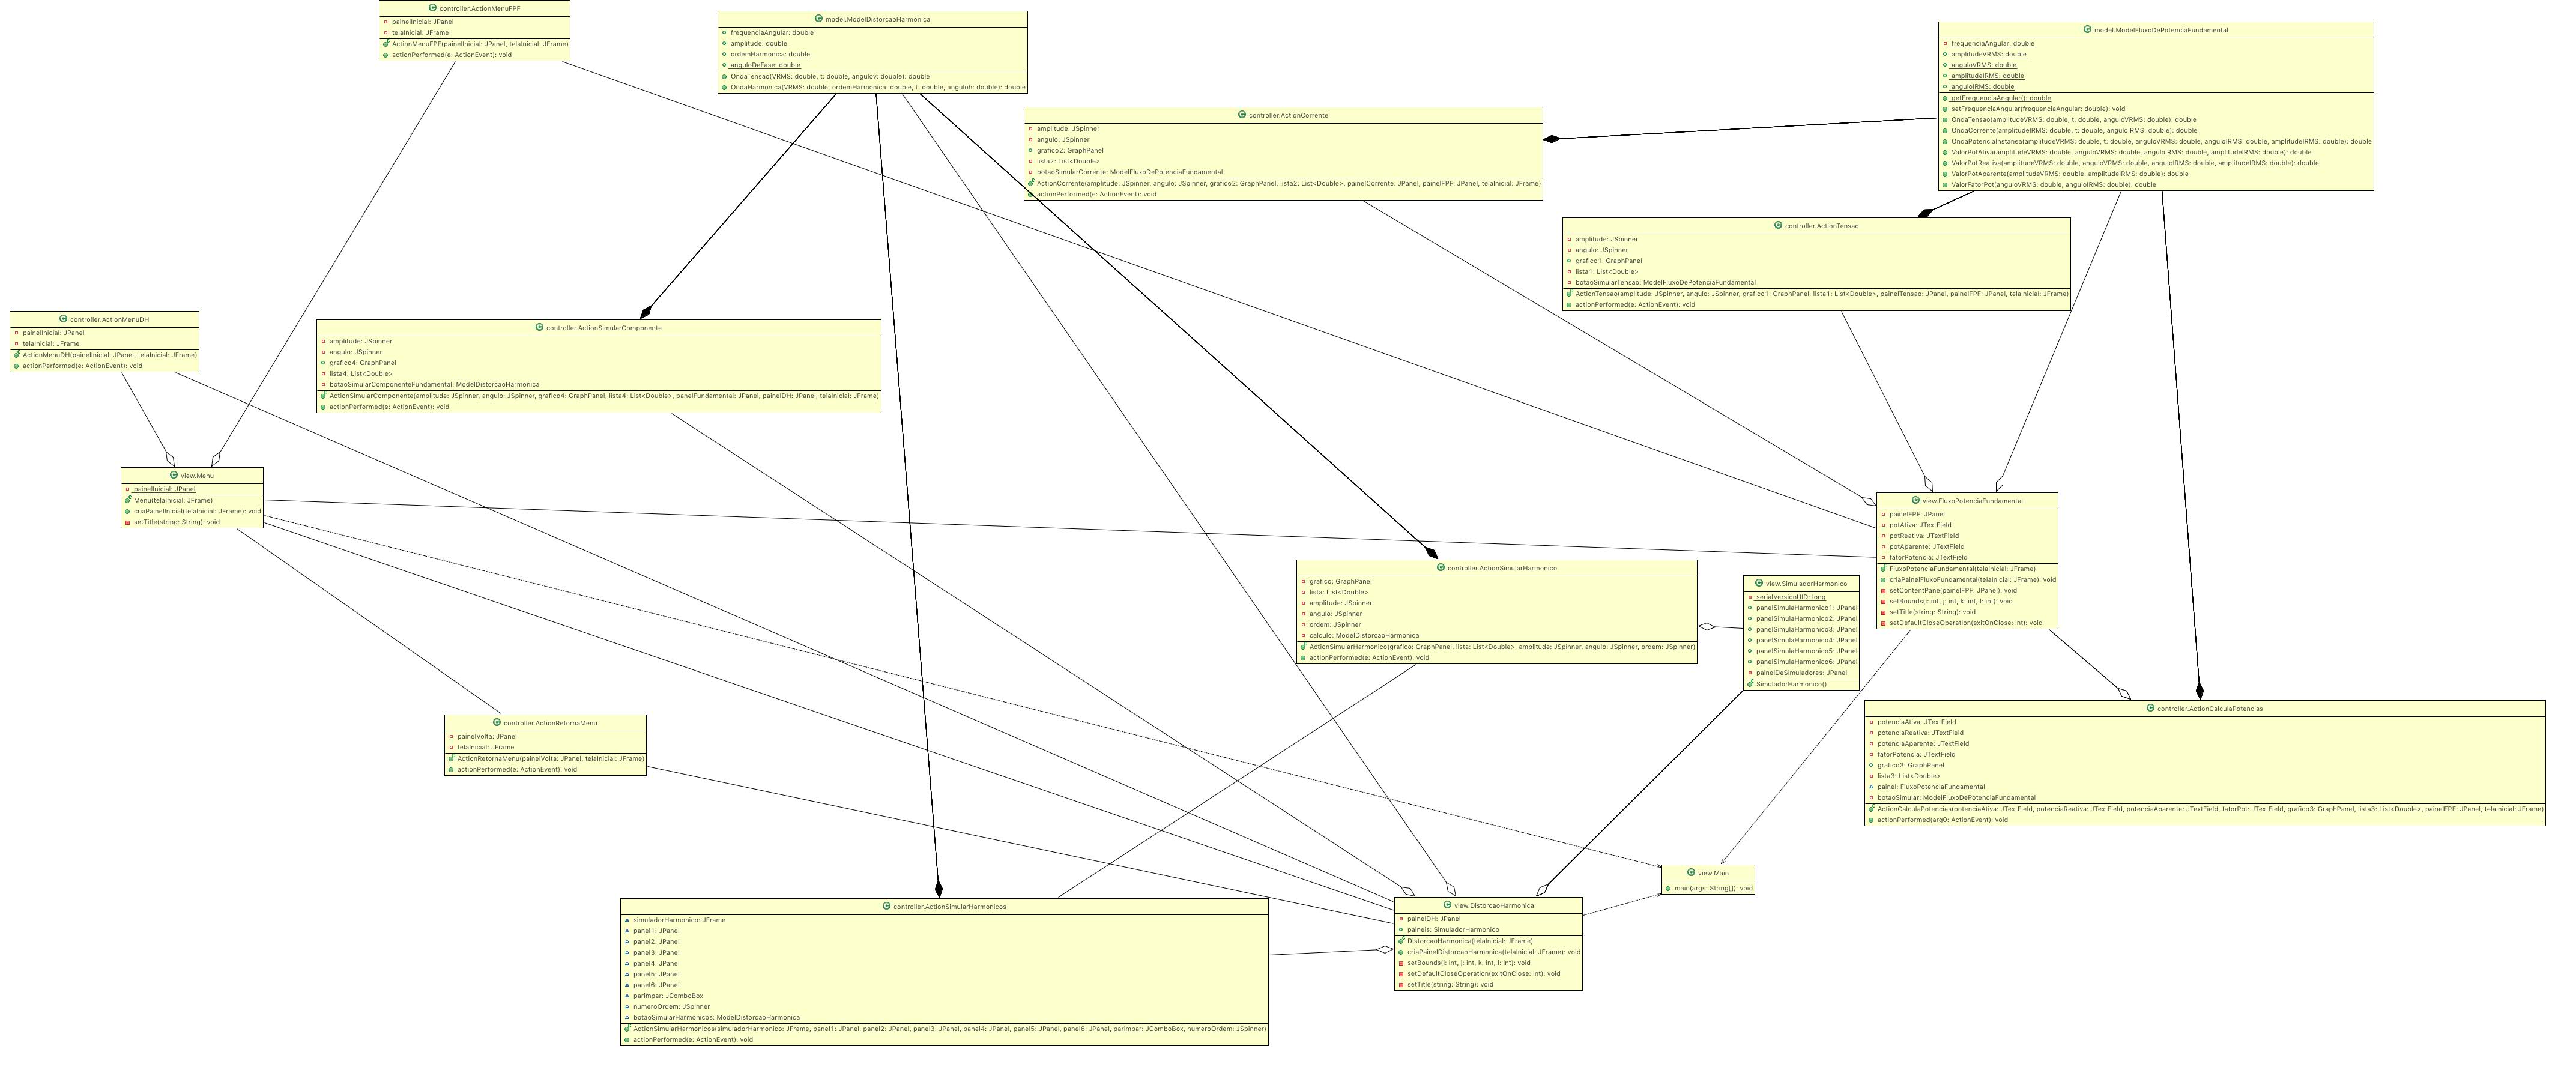 controller.ActionMenuFPF
painelInicial: JPanel
telaInicial: JFrame
ActionMenuFPF(painelInicial: JPanel, telaInicial: JFrame)
actionPerformed(e: ActionEvent): void
model.ModelDistorcaoHarmonica
frequenciaAngular: double
amplitude: double
ordemHarmonica: double
anguloDeFase: double
OndaTensao(VRMS: double, t: double, angulov: double): double
OndaHarmonica(VRMS: double, ordemHarmonica: double, t: double, anguloh: double): double
model.ModelFluxoDePotenciaFundamental
frequenciaAngular: double
amplitudeVRMS: double
anguloVRMS: double
amplitudeIRMS: double
anguloIRMS: double
getFrequenciaAngular(): double
setFrequenciaAngular(frequenciaAngular: double): void
OndaTensao(amplitudeVRMS: double, t: double, anguloVRMS: double): double
OndaCorrente(amplitudeIRMS: double, t: double, anguloIRMS: double): double
OndaPotenciaInstanea(amplitudeVRMS: double, t: double, anguloVRMS: double, anguloIRMS: double, amplitudeIRMS: double): double
ValorPotAtiva(amplitudeVRMS: double, anguloVRMS: double, anguloIRMS: double, amplitudeIRMS: double): double
ValorPotReativa(amplitudeVRMS: double, anguloVRMS: double, anguloIRMS: double, amplitudeIRMS: double): double
ValorPotAparente(amplitudeVRMS: double, amplitudeIRMS: double): double
ValorFatorPot(anguloVRMS: double, anguloIRMS: double): double
controller.ActionCorrente
amplitude: JSpinner
angulo: JSpinner
grafico2: GraphPanel
lista2: List<Double>
botaoSimularCorrente: ModelFluxoDePotenciaFundamental
ActionCorrente(amplitude: JSpinner, angulo: JSpinner, grafico2: GraphPanel, lista2: List<Double>, painelCorrente: JPanel, painelFPF: JPanel, telaInicial: JFrame)
actionPerformed(e: ActionEvent): void
controller.ActionTensao
amplitude: JSpinner
angulo: JSpinner
grafico1: GraphPanel
lista1: List<Double>
botaoSimularTensao: ModelFluxoDePotenciaFundamental
ActionTensao(amplitude: JSpinner, angulo: JSpinner, grafico1: GraphPanel, lista1: List<Double>, painelTensao: JPanel, painelFPF: JPanel, telaInicial: JFrame)
actionPerformed(e: ActionEvent): void
controller.ActionMenuDH
painelInicial: JPanel
telaInicial: JFrame
ActionMenuDH(painelInicial: JPanel, telaInicial: JFrame)
actionPerformed(e: ActionEvent): void
controller.ActionSimularComponente
amplitude: JSpinner
angulo: JSpinner
grafico4: GraphPanel
lista4: List<Double>
botaoSimularComponenteFundamental: ModelDistorcaoHarmonica
ActionSimularComponente(amplitude: JSpinner, angulo: JSpinner, grafico4: GraphPanel, lista4: List<Double>, panelFundamental: JPanel, painelDH: JPanel, telaInicial: JFrame)
actionPerformed(e: ActionEvent): void
view.Menu
painelInicial: JPanel
Menu(telaInicial: JFrame)
criaPainelInicial(telaInicial: JFrame): void
setTitle(string: String): void
view.FluxoPotenciaFundamental
painelFPF: JPanel
potAtiva: JTextField
potReativa: JTextField
potAparente: JTextField
fatorPotencia: JTextField
FluxoPotenciaFundamental(telaInicial: JFrame)
criaPainelFluxoFundamental(telaInicial: JFrame): void
setContentPane(painelFPF: JPanel): void
setBounds(i: int, j: int, k: int, l: int): void
setTitle(string: String): void
setDefaultCloseOperation(exitOnClose: int): void
controller.ActionSimularHarmonico
grafico: GraphPanel
lista: List<Double>
amplitude: JSpinner
angulo: JSpinner
ordem: JSpinner
calculo: ModelDistorcaoHarmonica
ActionSimularHarmonico(grafico: GraphPanel, lista: List<Double>, amplitude: JSpinner, angulo: JSpinner, ordem: JSpinner)
actionPerformed(e: ActionEvent): void
view.SimuladorHarmonico
serialVersionUID: long
panelSimulaHarmonico1: JPanel
panelSimulaHarmonico2: JPanel
panelSimulaHarmonico3: JPanel
panelSimulaHarmonico4: JPanel
panelSimulaHarmonico5: JPanel
panelSimulaHarmonico6: JPanel
painelDeSimuladores: JPanel
SimuladorHarmonico()
controller.ActionRetornaMenu
painelVolta: JPanel
telaInicial: JFrame
ActionRetornaMenu(painelVolta: JPanel, telaInicial: JFrame)
actionPerformed(e: ActionEvent): void
controller.ActionCalculaPotencias
potenciaAtiva: JTextField
potenciaReativa: JTextField
potenciaAparente: JTextField
fatorPotencia: JTextField
grafico3: GraphPanel
lista3: List<Double>
painel: FluxoPotenciaFundamental
botaoSimular: ModelFluxoDePotenciaFundamental
ActionCalculaPotencias(potenciaAtiva: JTextField, potenciaReativa: JTextField, potenciaAparente: JTextField, fatorPot: JTextField, grafico3: GraphPanel, lista3: List<Double>, painelFPF: JPanel, telaInicial: JFrame)
actionPerformed(arg0: ActionEvent): void
view.Main
main(args: String[]): void
controller.ActionSimularHarmonicos
simuladorHarmonico: JFrame
panel1: JPanel
panel2: JPanel
panel3: JPanel
panel4: JPanel
panel5: JPanel
panel6: JPanel
parimpar: JComboBox
numeroOrdem: JSpinner
botaoSimularHarmonicos: ModelDistorcaoHarmonica
ActionSimularHarmonicos(simuladorHarmonico: JFrame, panel1: JPanel, panel2: JPanel, panel3: JPanel, panel4: JPanel, panel5: JPanel, panel6: JPanel, parimpar: JComboBox, numeroOrdem: JSpinner)
actionPerformed(e: ActionEvent): void
view.DistorcaoHarmonica
painelDH: JPanel
paineis: SimuladorHarmonico
DistorcaoHarmonica(telaInicial: JFrame)
criaPainelDistorcaoHarmonica(telaInicial: JFrame): void
setBounds(i: int, j: int, k: int, l: int): void
setDefaultCloseOperation(exitOnClose: int): void
setTitle(string: String): void